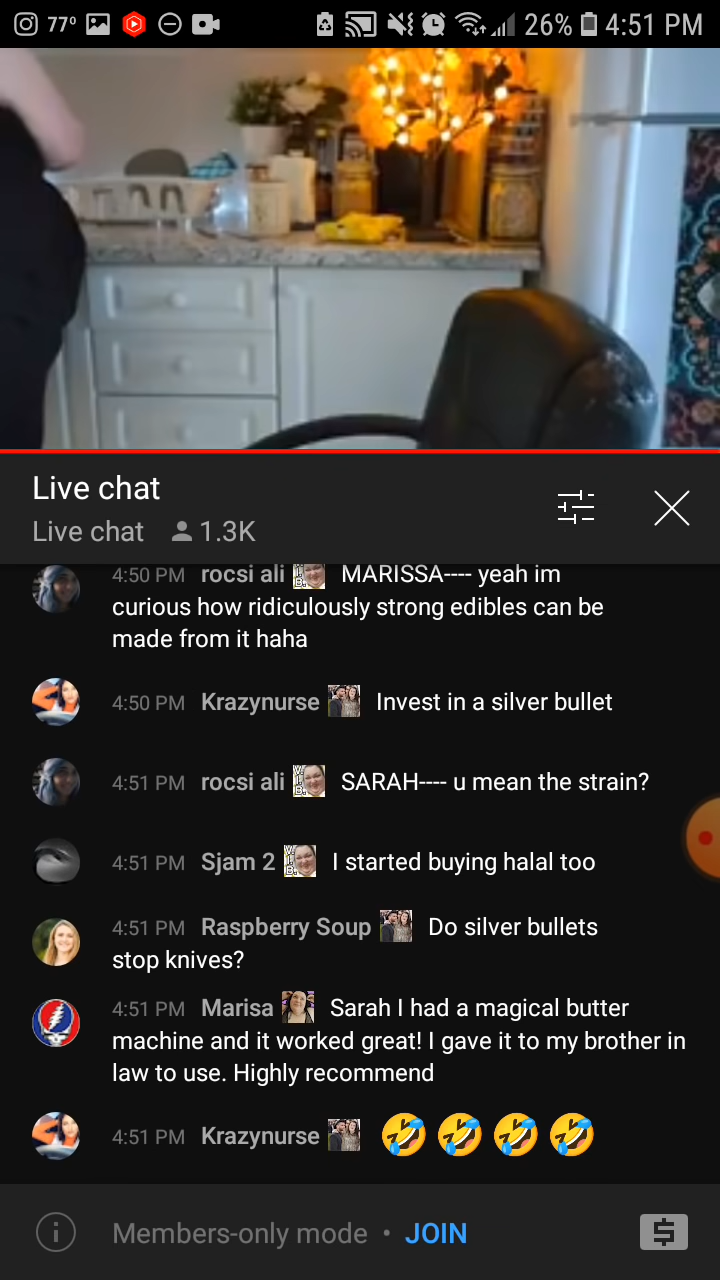 77° 26% 4:51 PM
Live chat
Live chat 1.3K
4:50 PM rocsi ali MARISSA---- yeah im
curious how ridiculously strong edibles can be
made from it haha
4:50 PM Krazynurse Invest in a silver bullet
4:51 PM rocsi ali SARAH---- u mean the strain?
4:51 PM Sjam 2 I started buying halal too
4:51 PM Raspberry Soup Do silver bullets
stop knives?
4:51 PM Marisa Sarah I had a magical butter
machine and it worked great! I gave it to my brother in
law to use. Highly recommend
4:51 PM Krazynurse 🤣🤣🤣🤣
Members-only mode • JOIN